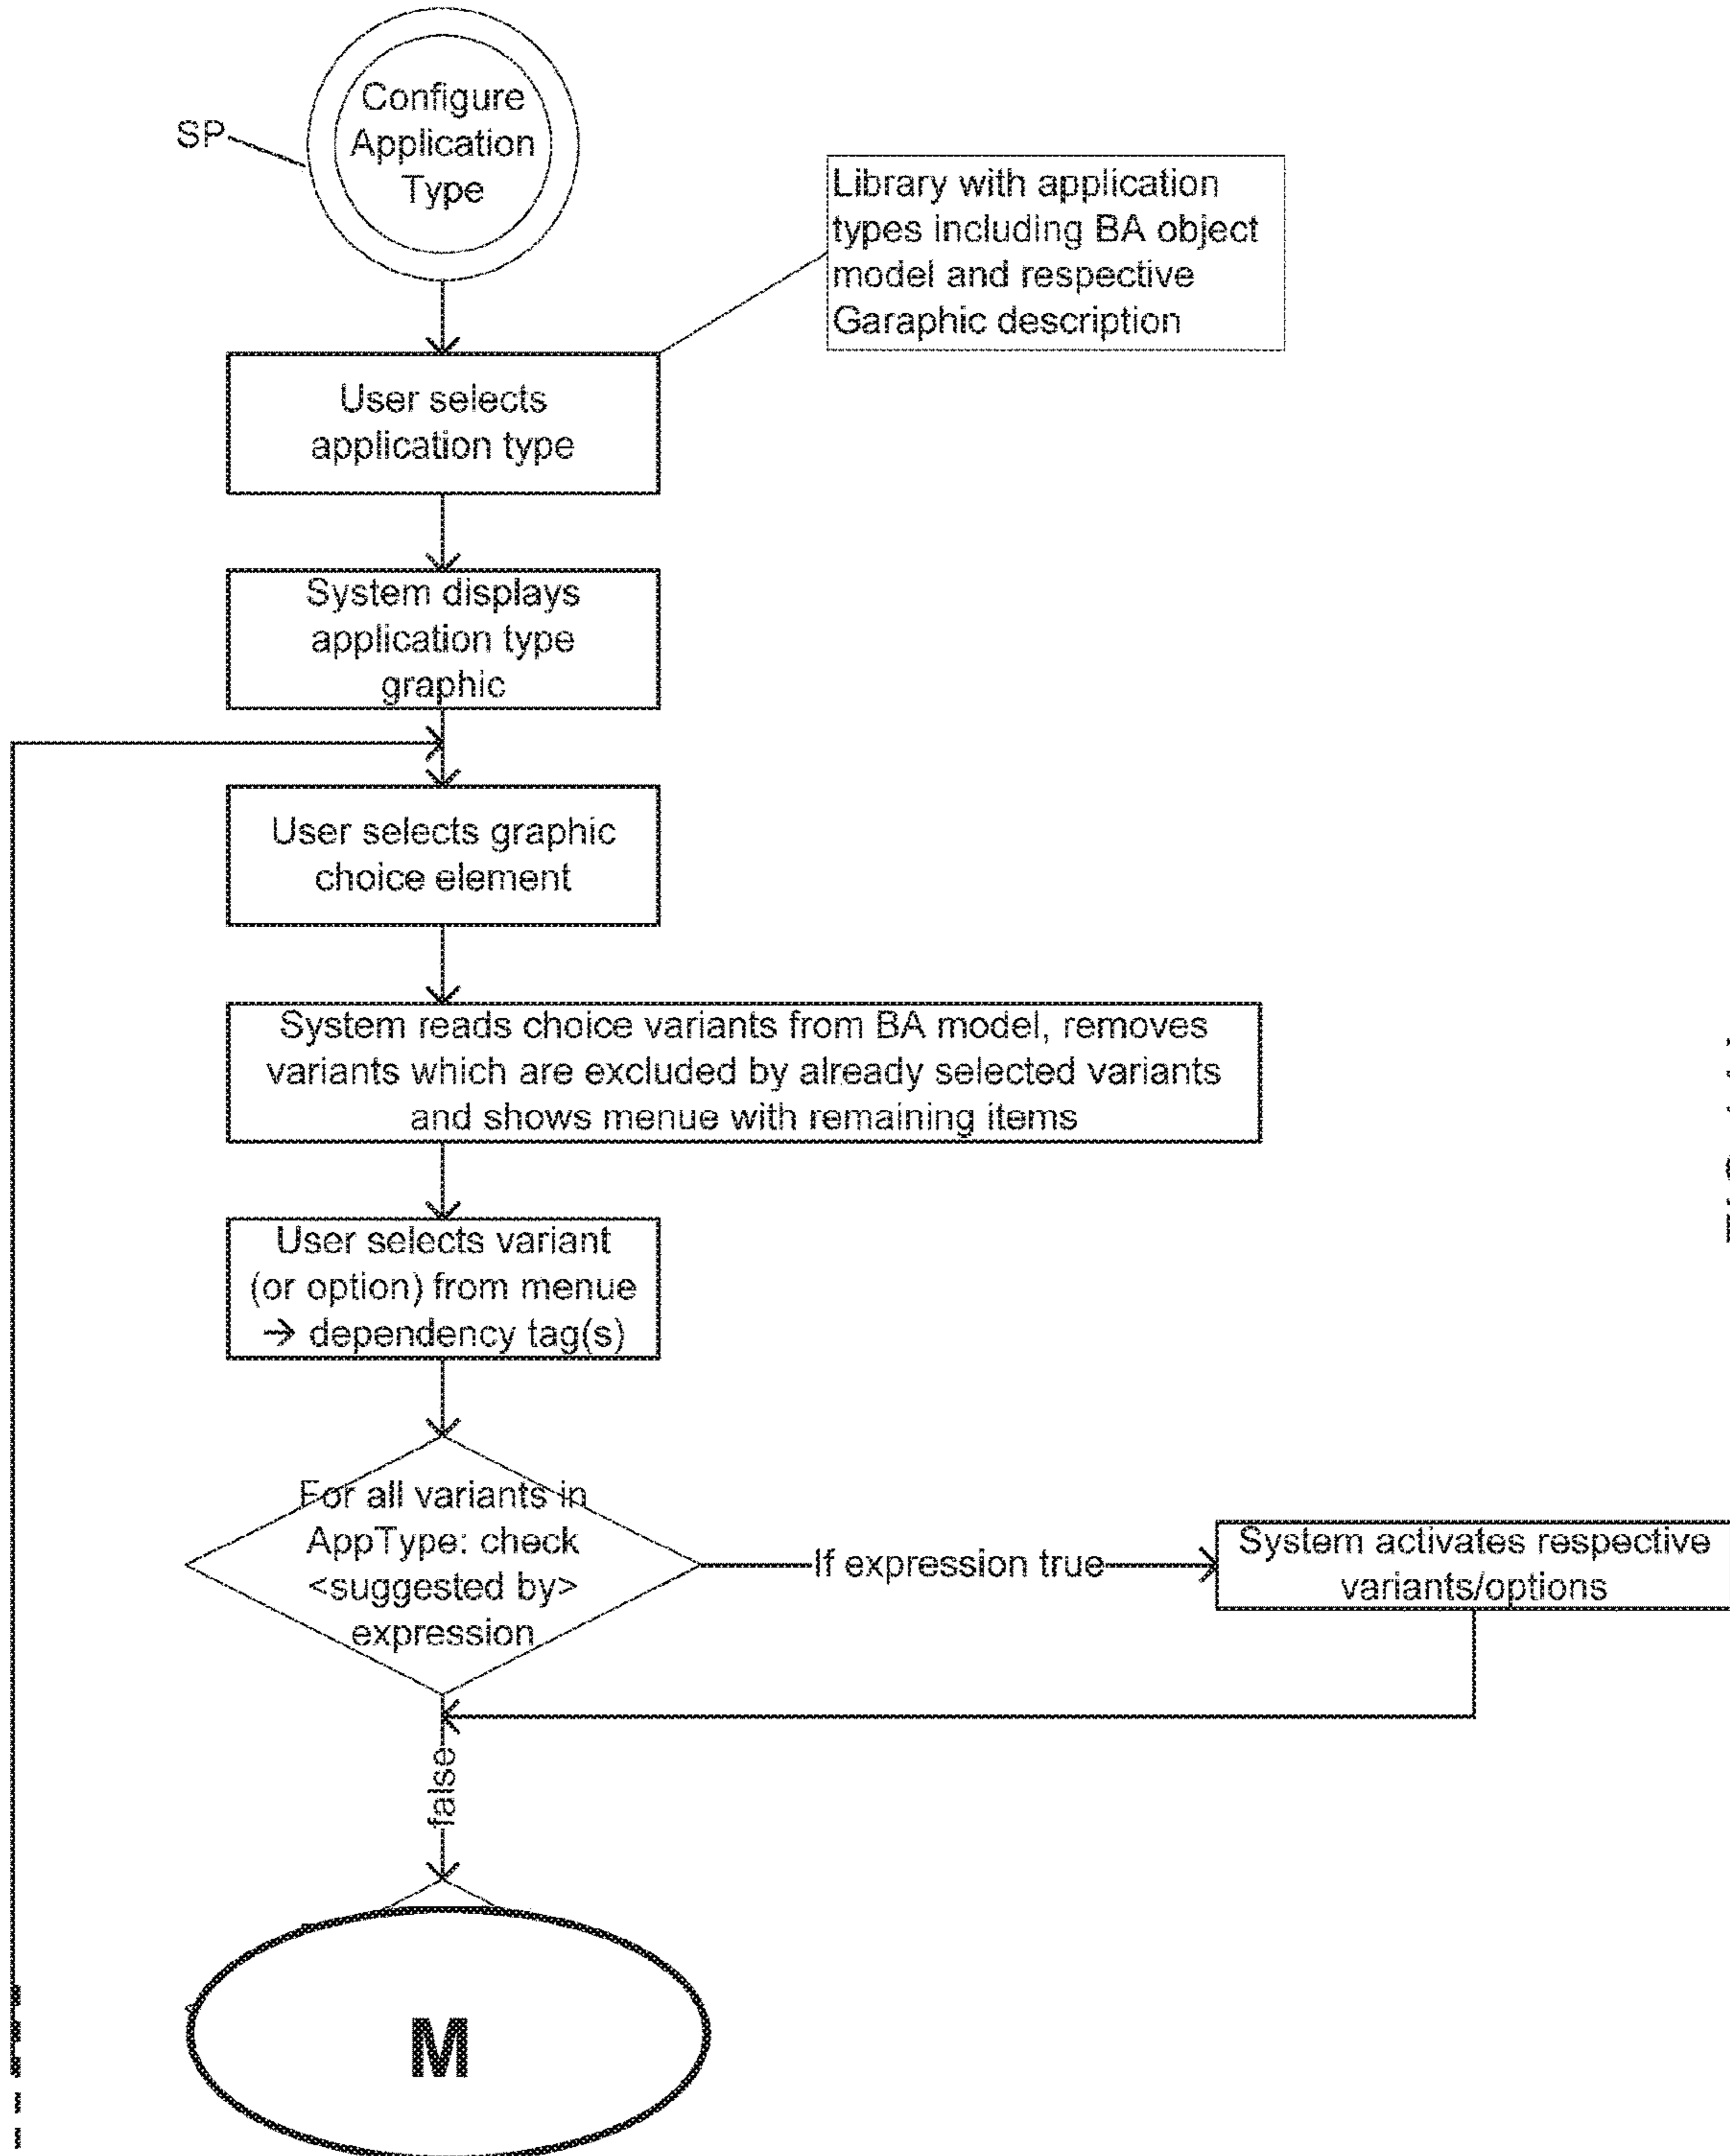 Configure
Application
Type
SP
Library with application
types including BA object
model and respective
Garaphic description
User selects
application type
System displays
application type
graphic
User selects graphic
choice element
System reads choice variants from BA model, removes
variants which are excluded by already selected variants
and shows menue with remaining items
User selects variant
(or option) from menue
→ dependency tag(s)
For all variants in
AppType: check
<suggested by>
expression
If expression true
System activates respective
variants/options
false
M